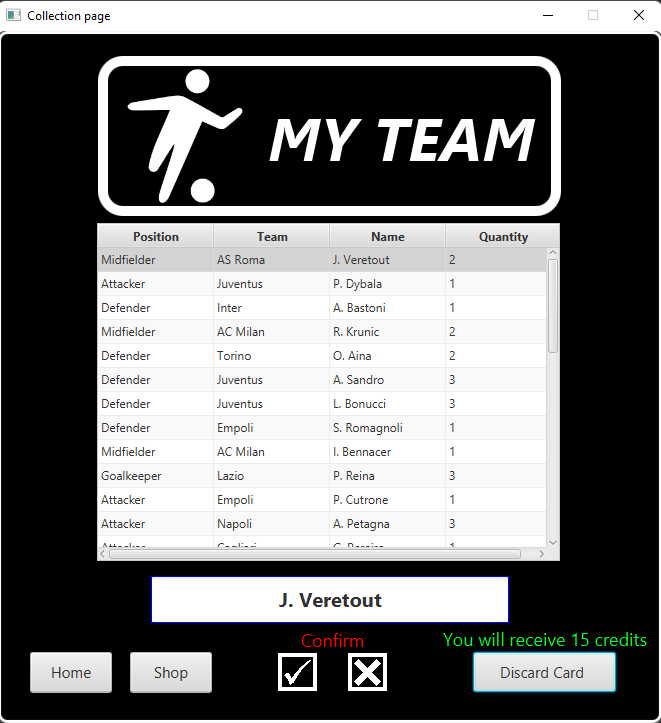 Collection page
MY TEAM
Position Team Name Quantity
Midfielder AS Roma J. Veretout 2
Attacker Juventus P. Dybala 1
Defender Inter A. Bastoni 1
Midfielder AC Milan R. Krunic 2
Defender Torino O. Aina 2
Defender Juventus A. Sandro 3
Defender Juventus L. Bonucci 3
Defender Empoli S. Romagnoli 1
Midfielder AC Milan I. Bennacer 1
Goalkeeper Lazio P. Reina 3
Attacker Empoli P. Cutrone 1
Attacker Napoli A. Petagna 3
Attacker Cagliari 1
J. Veretout
Confirm You will receive 15 credits
Home Shop Discard Card